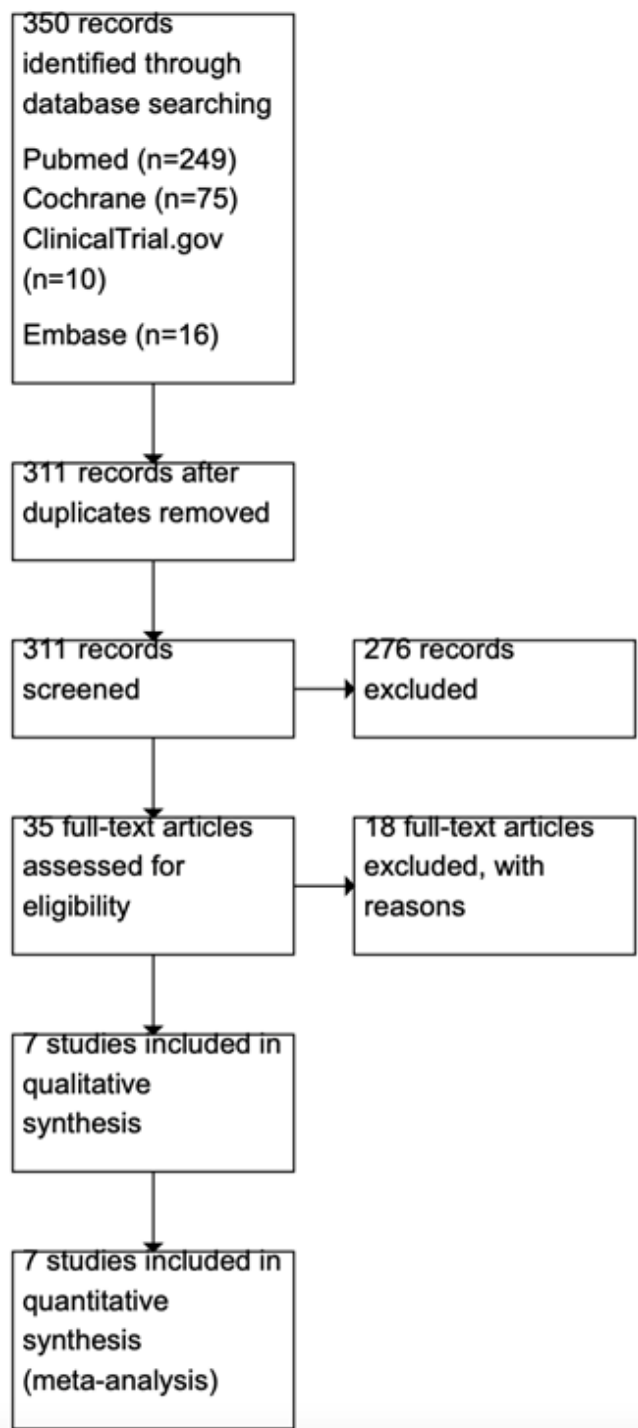 350 records
identified through
database searching
Pubmed (n=249)
Cochrane (n=75)
ClinicalTrial.gov
(n=10)
Embase (n=16)
311 records after
duplicates removed
311 records
screened
276 records
excluded
35 full-text articles
assessed for
eligibility
18 full-text articles
excluded, with
reasons
7 studies included in
qualitative
synthesis
7 studies included in
quantitative
synthesis
(meta-analysis)